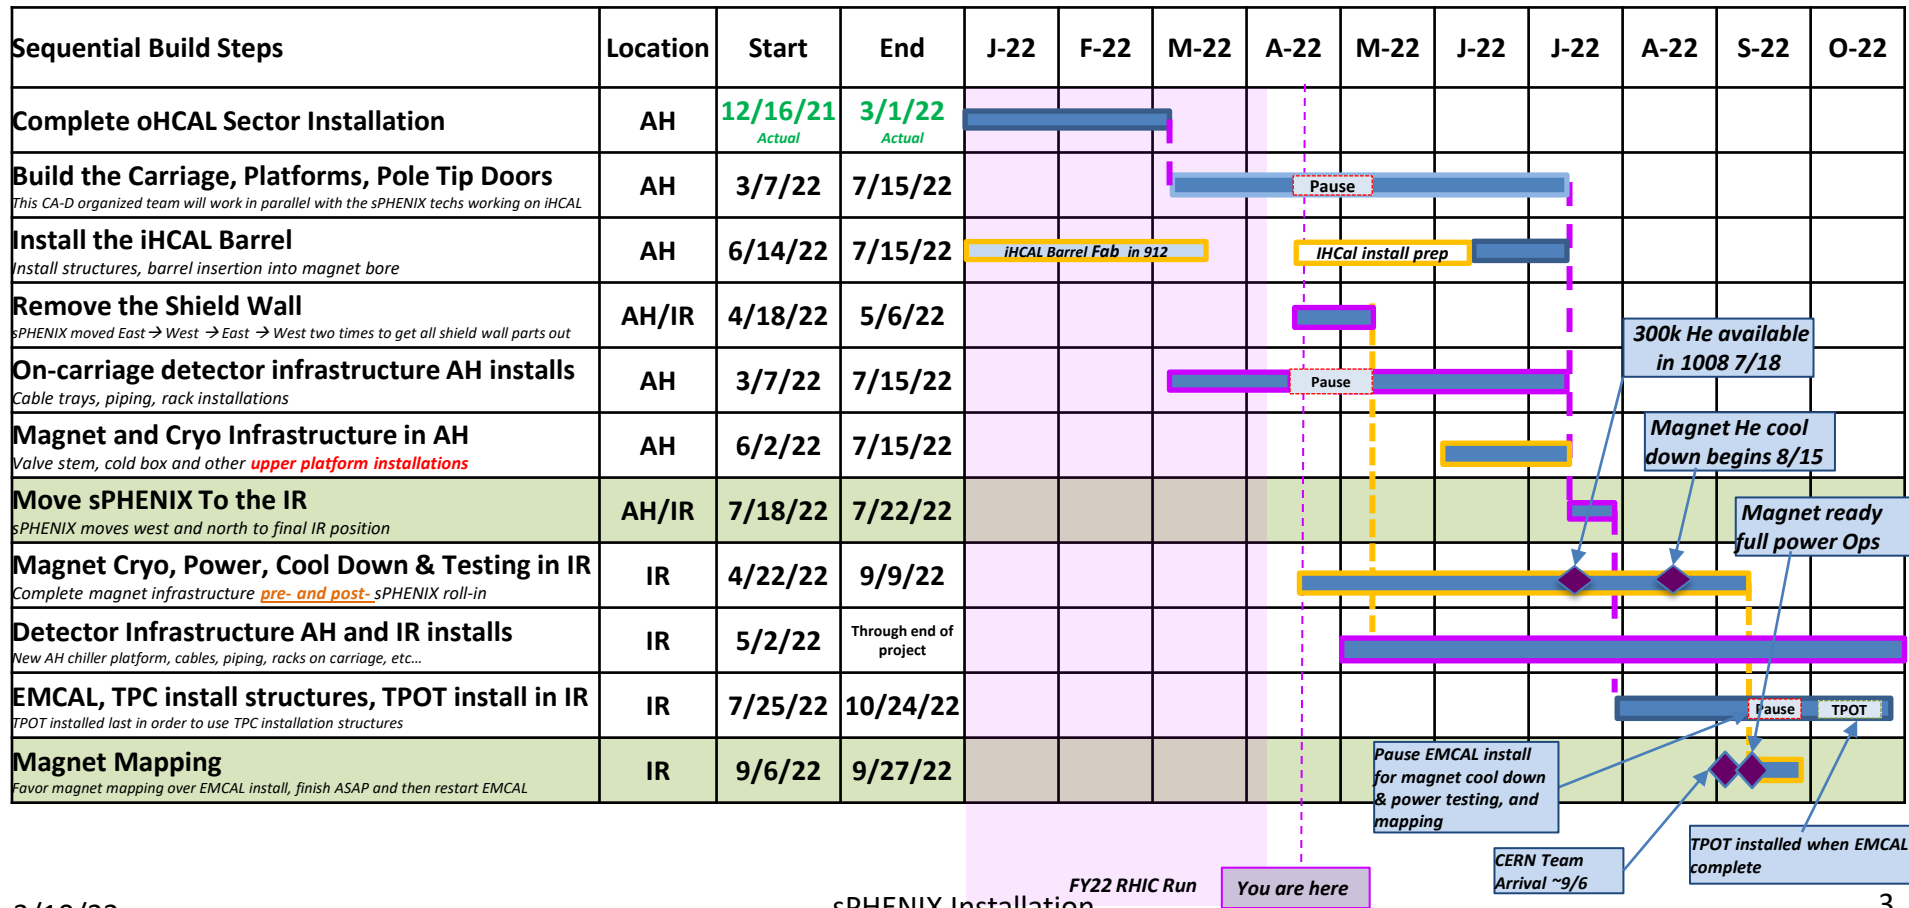 Sequential Build Steps Location Start End J-22 F-22 M-22 A-22 M-22 J-22 J-22 A-22 S-22 O-22
Complete oHCAL Sector Installation AH 12/16/21 3/1/22
Actual Actual
Build the Carriage, Platforms, Pole Tip Doors AH 3/7/22 7/15/22 Pause
This CA-D organized team will work in parallel with the sPHENIX techs working on iHCAL
Install the iHCAL Barrel AH 6/14/22 7/15/22 iHCAL Barrel Fab in 912 IHCal install prep
Install structures, barrel insertion into magnet bore
Remove the Shield Wall AH/IR 4/18/22 5/6/22
sPHENIX moved East → West → East → West two times to get all shield wall parts out
300k He available
in 1008 7/18
On-carriage detector infrastructure AH installs AH 3/7/22 7/15/22 Pause
Cable trays, piping, rack installations
Magnet and Cryo Infrastructure in AH AH 6/2/22 7/15/22
Valve stem, cold box and other upper platform installations
Magnet He cool
down begins 8/15
Move sPHENIX To the IR AH/IR 7/18/22 7/22/22
sPHENIX moves west and north to final IR position
Magnet ready
full power Ops
Magnet Cryo, Power, Cool Down & Testing in IR IR 4/22/22 9/9/22
Complete magnet infrastructure pre- and post- sPHENIX roll-in
Detector Infrastructure AH and IR installs IR 5/2/22 Through end of
project
New AH chiller platform, cables, piping, racks on carriage, etc…
EMCAL, TPC install structures, TPOT install in IR IR 7/25/22 10/24/22 Pause TPOT
TPOT installed last in order to use TPC installation structures
Magnet Mapping IR 9/6/22 9/27/22
Favor magnet mapping over EMCAL install, finish ASAP and then restart EMCAL
Pause EMCAL install
for magnet cool down
& power testing, and
mapping
CERN Team
Arrival ~9/6
TPOT installed when EMCAL
complete
FY22 RHIC Run
You are here
sPHENIX Installation
3